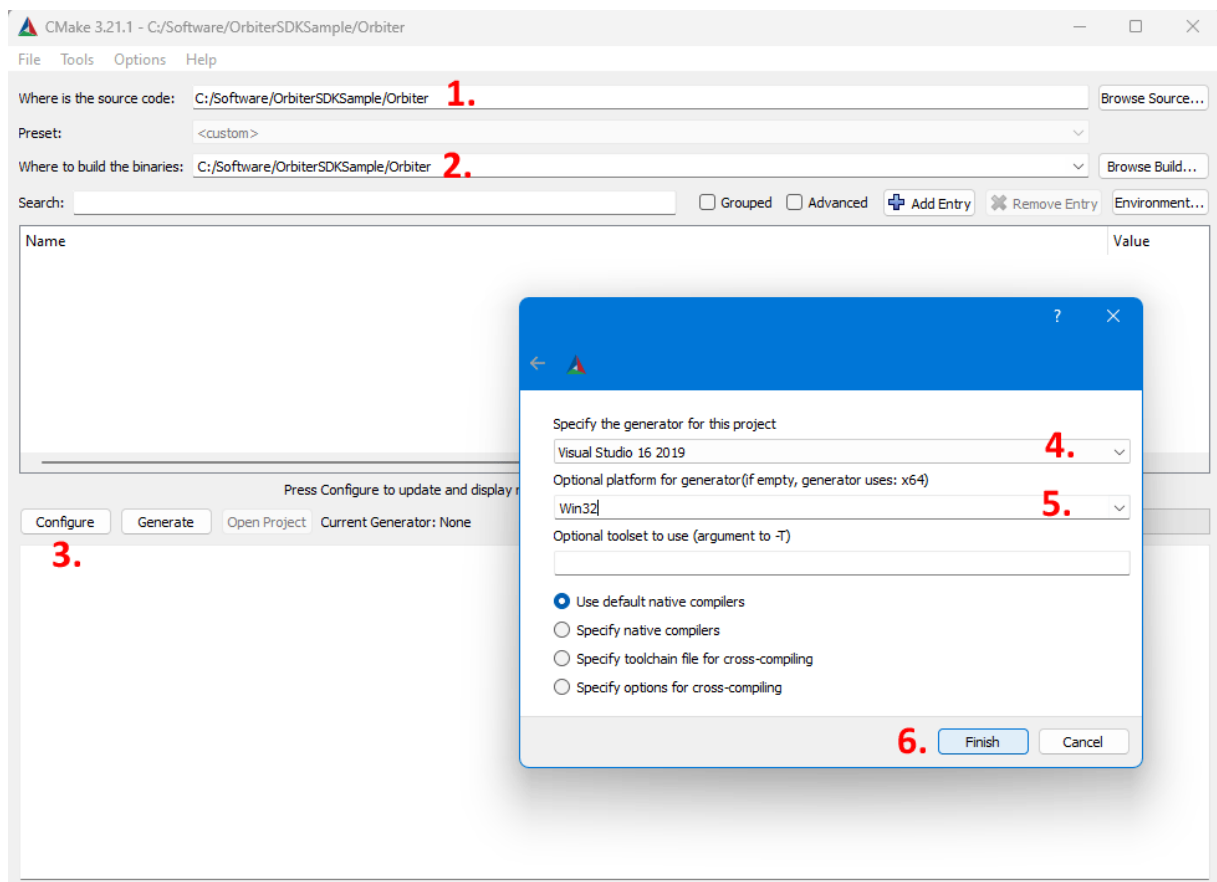 CMake 3.21.1 - C:/Software/OrbiterSDKSample/Orbiter
File Tools Options Help
Where is the source code: C:/Software/OrbiterSDKSample/Orbiter 1. Browse Source...
Preset: <custom>
Where to build the binaries: C:/Software/OrbiterSDKSample/Orbiter 2. Browse Build...
Search: Grouped Advanced Add Entry Remove Entry Environment...
Name Value
?
Specify the generator for this project
Visual Studio 16 2019 4.
Optional platform for generator(if empty, generator uses: x64)
Win32 5.
Optional toolset to use (argument to -T)
Use default native compilers
Specify native compilers
Specify toolchain file for cross-compiling
Specify options for cross-compiling
6. Finish Cancel
Press Configure to update and display
Configure Generate Open Project Current Generator: None
3.